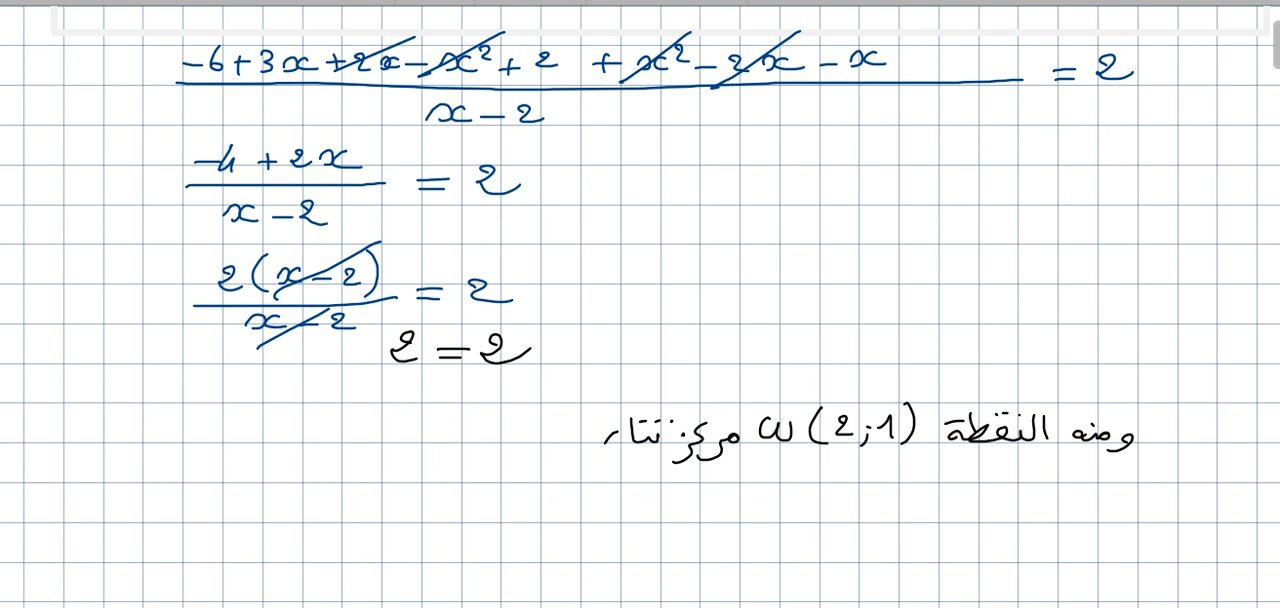 (-6 + 3x + 2x - x² + 2 + x² - 2x - x) / (x - 2) = 2
(-4 + 2x) / (x - 2) = 2
2(x - 2) / (x - 2) = 2
2 = 2
ومنه النقطة ω(2;1) مركز تناـ